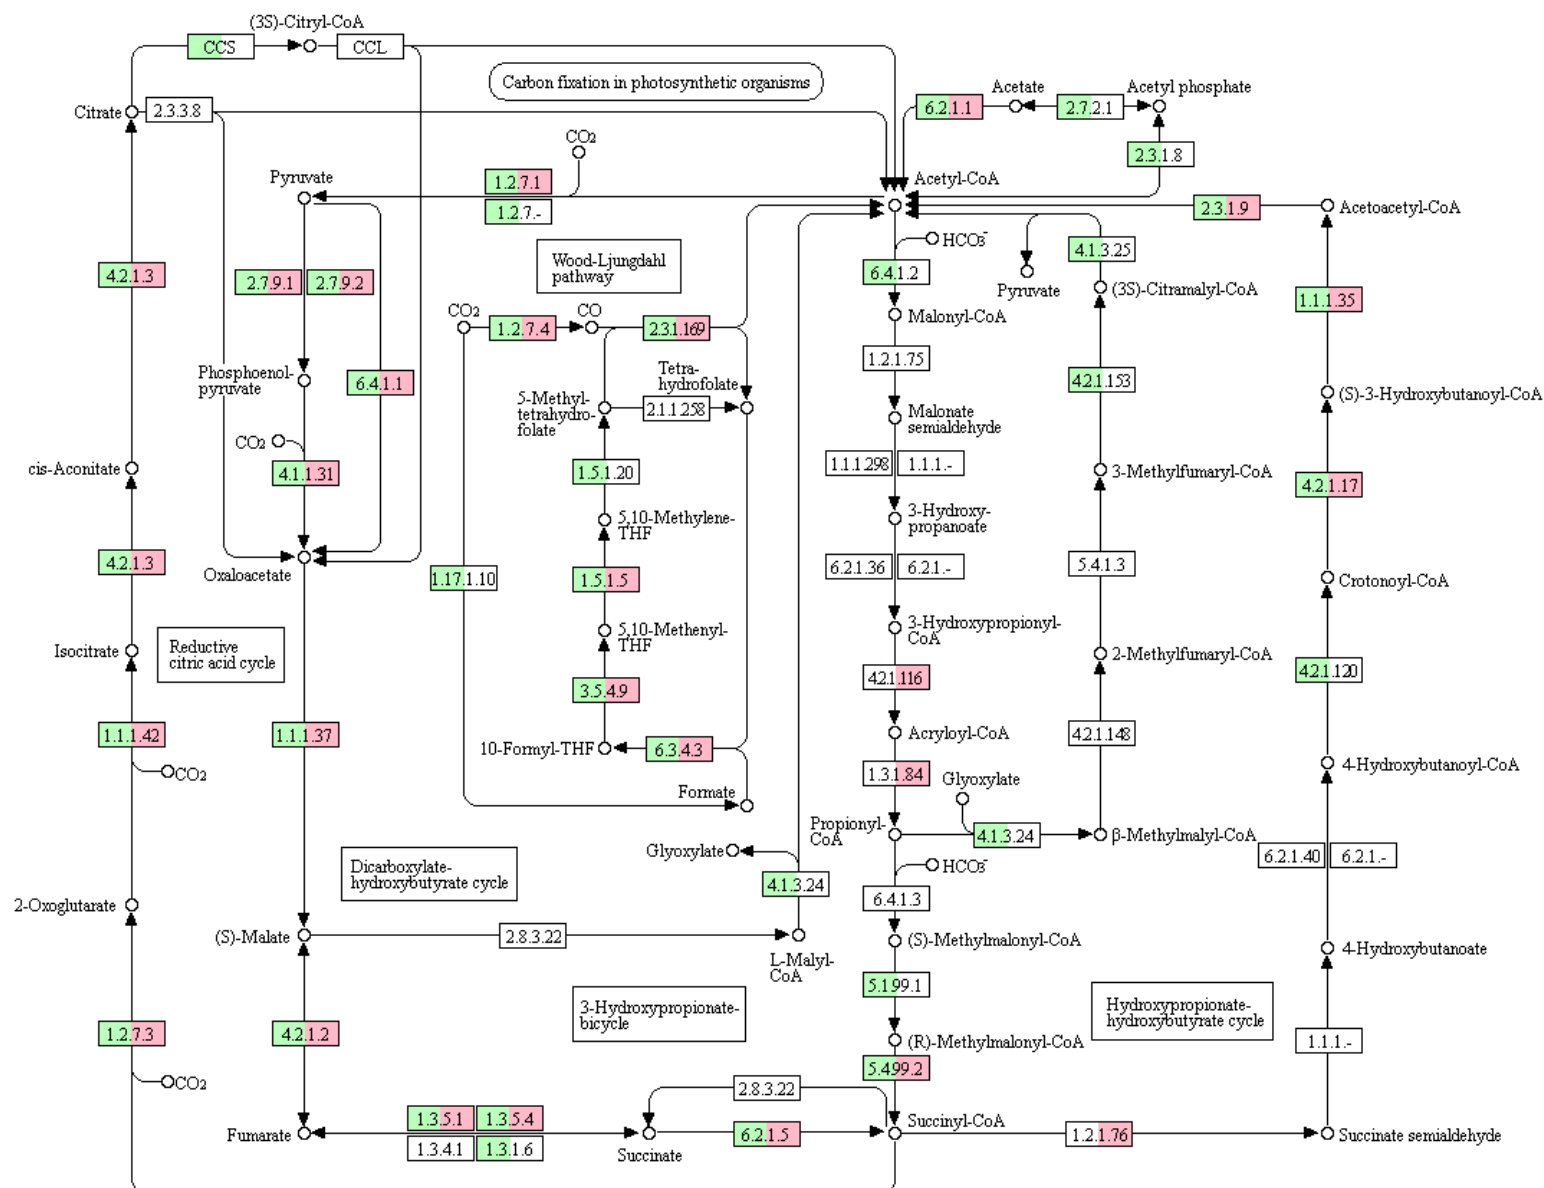 (3S)-Citryl-CoA
CCS
CCL
Carbon fixation in photosynthetic organisms
Citrate
2.3.3.8
6.2.1.1
Acetate
2.7.2.1
Acetyl phosphate
CO2
2.3.1.8
Pyruvate
1.2.7.1
1.2.7.-
Acetyl-CoA
2.3.1.9
Acetoacetyl-CoA
HCO3-
4.1.3.25
Wood-Ljungdahl
pathway
4.2.1.3
2.7.9.1
2.7.9.2
6.4.1.2
Pyruvate
(3S)-Citramalyl-CoA
1.1.1.35
CO2
1.2.7.4
CO
2.3.1.169
Malonyl-CoA
1.2.1.75
Phosphoenol-
pyruvate
6.4.1.1
Tetra-
hydrofolate
4.2.1.153
(S)-3-Hydroxybutanoyl-CoA
5-Methyl-
tetrahydro-
folate
2.1.1.258
Malonate
semialdehyde
CO2
4.1.1.31
cis-Aconitate
1.5.1.20
1.1.1.298
1.1.1.-
3-Methylfumaryl-CoA
4.2.1.17
5,10-Methylene-
THF
3-Hydroxy-
propanoate
4.2.1.3
Oxaloacetate
1.17.1.10
1.5.1.5
6.2.1.36
6.2.1.-
5.4.1.3
Crotonoyl-CoA
Isocitrate
Reductive
citric acid cycle
5,10-Methenyl-
THF
3-Hydroxypropionyl-
CoA
2-Methylfumaryl-CoA
4.2.1.120
3.5.4.9
4.2.1.116
1.1.1.42
1.1.1.37
10-Formyl-THF
6.3.4.3
Acryloyl-CoA
4.2.1.148
CO2
1.3.1.84
Glyoxylate
4-Hydroxybutanoyl-CoA
Formate
Propionyl-
CoA
4.1.3.24
β-Methylmalyl-CoA
Glyoxylate
HCO3-
6.2.1.40
6.2.1.-
Dicarboxylate-
hydroxybutyrate cycle
4.1.3.24
6.4.1.3
2-Oxoglutarate
(S)-Malate
2.8.3.22
L-Malyl-
CoA
(S)-Methylmalonyl-CoA
4-Hydroxybutanoate
5.1.99.1
3-Hydroxypropionate-
bicycle
Hydroxypropionate-
hydroxybutyrate cycle
1.2.7.3
4.2.1.2
(R)-Methylmalonyl-CoA
1.1.1.-
5.4.99.2
CO2
2.8.3.22
1.3.5.1
1.3.5.4
Fumarate
1.3.4.1
1.3.1.6
Succinate
6.2.1.5
Succinyl-CoA
1.2.1.76
Succinate semialdehyde